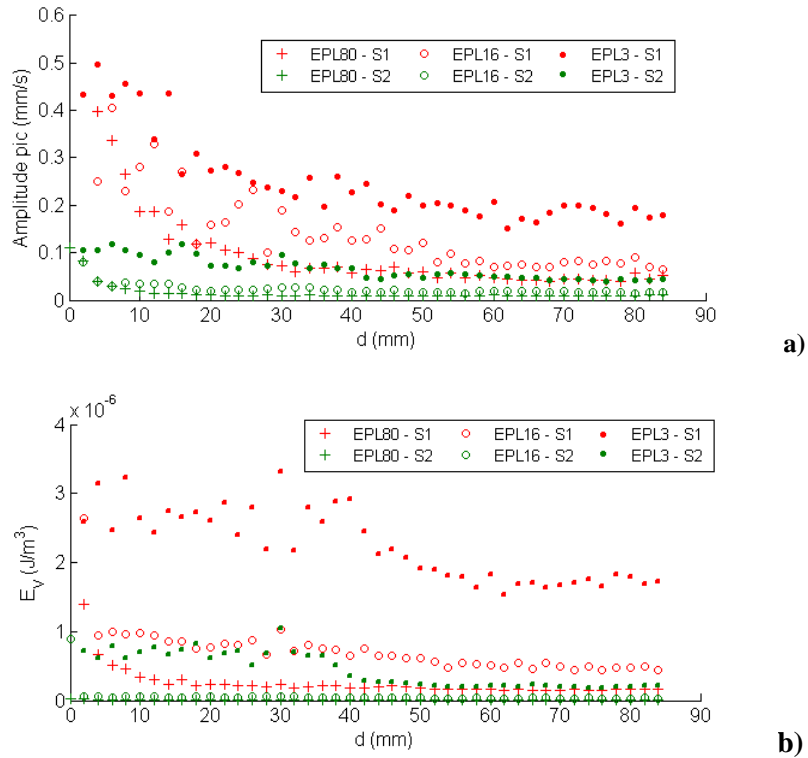 EPL80 - S1 EPL16 - S1 EPL3 - S1
EPL80 - S2 EPL16 - S2 EPL3 - S2
Amplitude pic (mm/s)
0.6
0.5
0.4
0.3
0.2
0.1
0
0 10 20 30 40 50 60 70 80 90
d (mm)
a)
x 10^-6
EPL80 - S1 EPL16 - S1 EPL3 - S1
EPL80 - S2 EPL16 - S2 EPL3 - S2
E_v (J/m^3)
4
3
2
1
0
0 10 20 30 40 50 60 70 80 90
d (mm)
b)